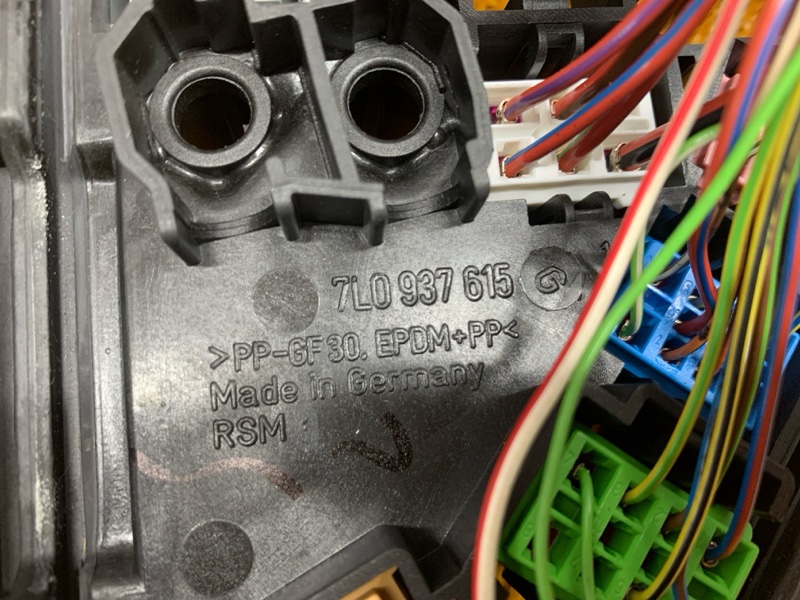 7L0 937 615 G
>PP-GF30. EPDM+PP<
Made in Germany
RSM